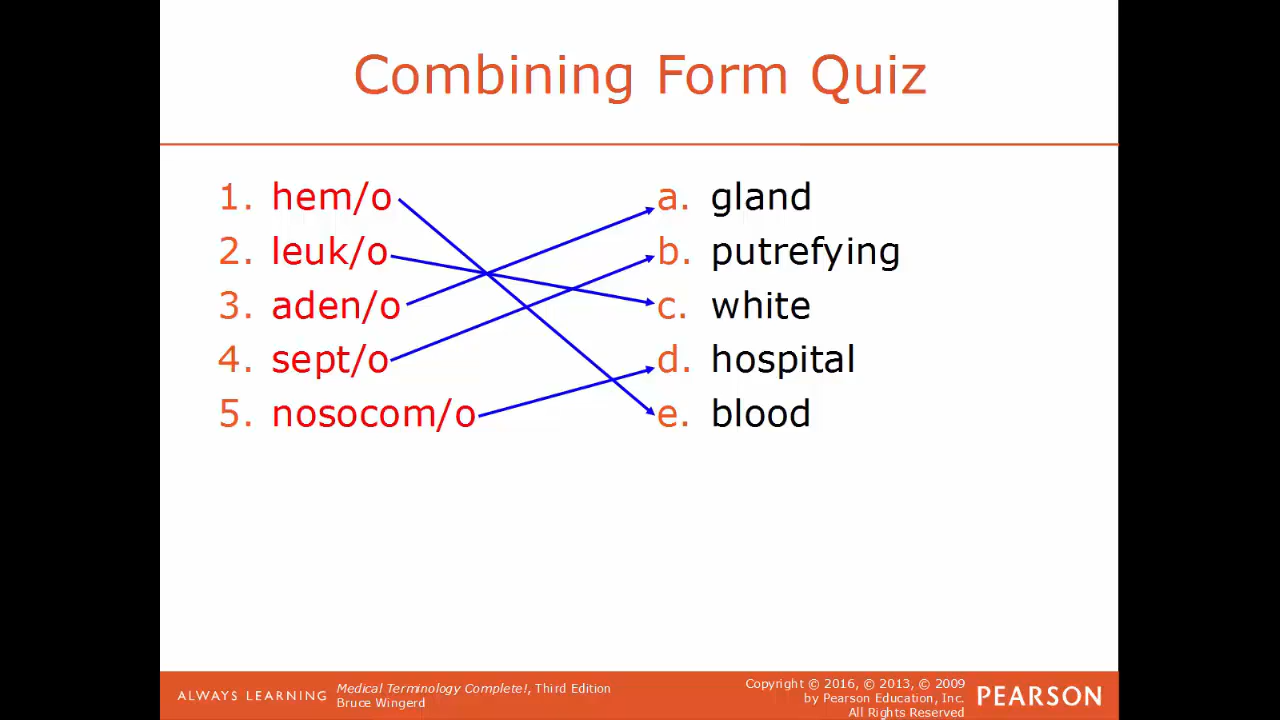 Combining Form Quiz
1. hem/o
2. leuk/o
3. aden/o
4. sept/o
5. nosocom/o
a. gland
b. putrefying
c. white
d. hospital
e. blood
ALWAYS LEARNING
Medical Terminology Complete!, Third Edition
Bruce Wingerd
Copyright © 2016, © 2013, © 2009
by Pearson Education, Inc.
All Rights Reserved
PEARSON